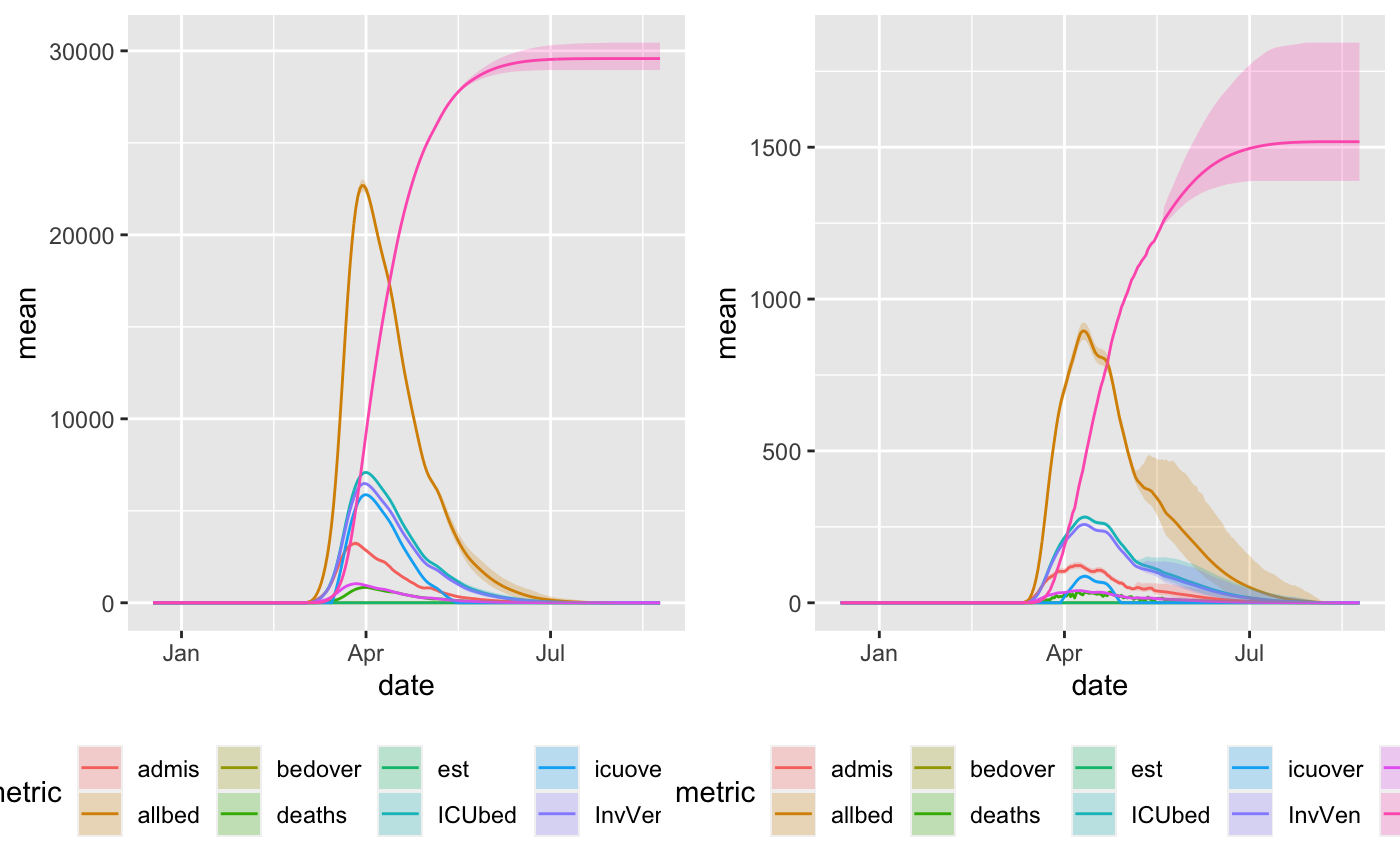 30000
20000
10000
0
mean
Jan Apr Jul
date
1500
1000
500
0
mean
Jan Apr Jul
date
etric
admis bedover est icuove
allbed deaths ICUbed InvVer
metric
admis bedover est icuover
allbed deaths ICUbed InvVen